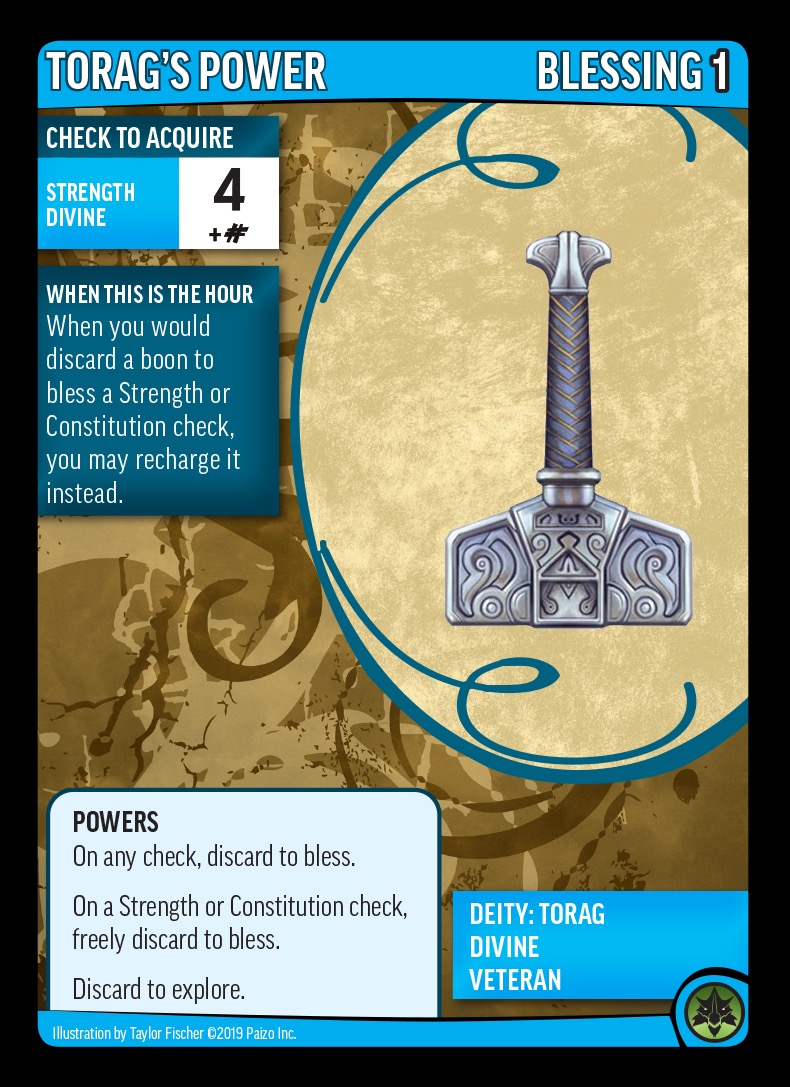 TORAG'S POWER
BLESSING 1
CHECK TO ACQUIRE
STRENGTH
DIVINE
4
+#
WHEN THIS IS THE HOUR
When you would
discard a boon to
bless a Strength or
Constitution check,
you may recharge it
instead.
POWERS
On any check, discard to bless.
On a Strength or Constitution check,
freely discard to bless.
Discard to explore.
DEITY: TORAG
DIVINE
VETERAN
Illustration by Taylor Fischer ©2019 Paizo Inc.